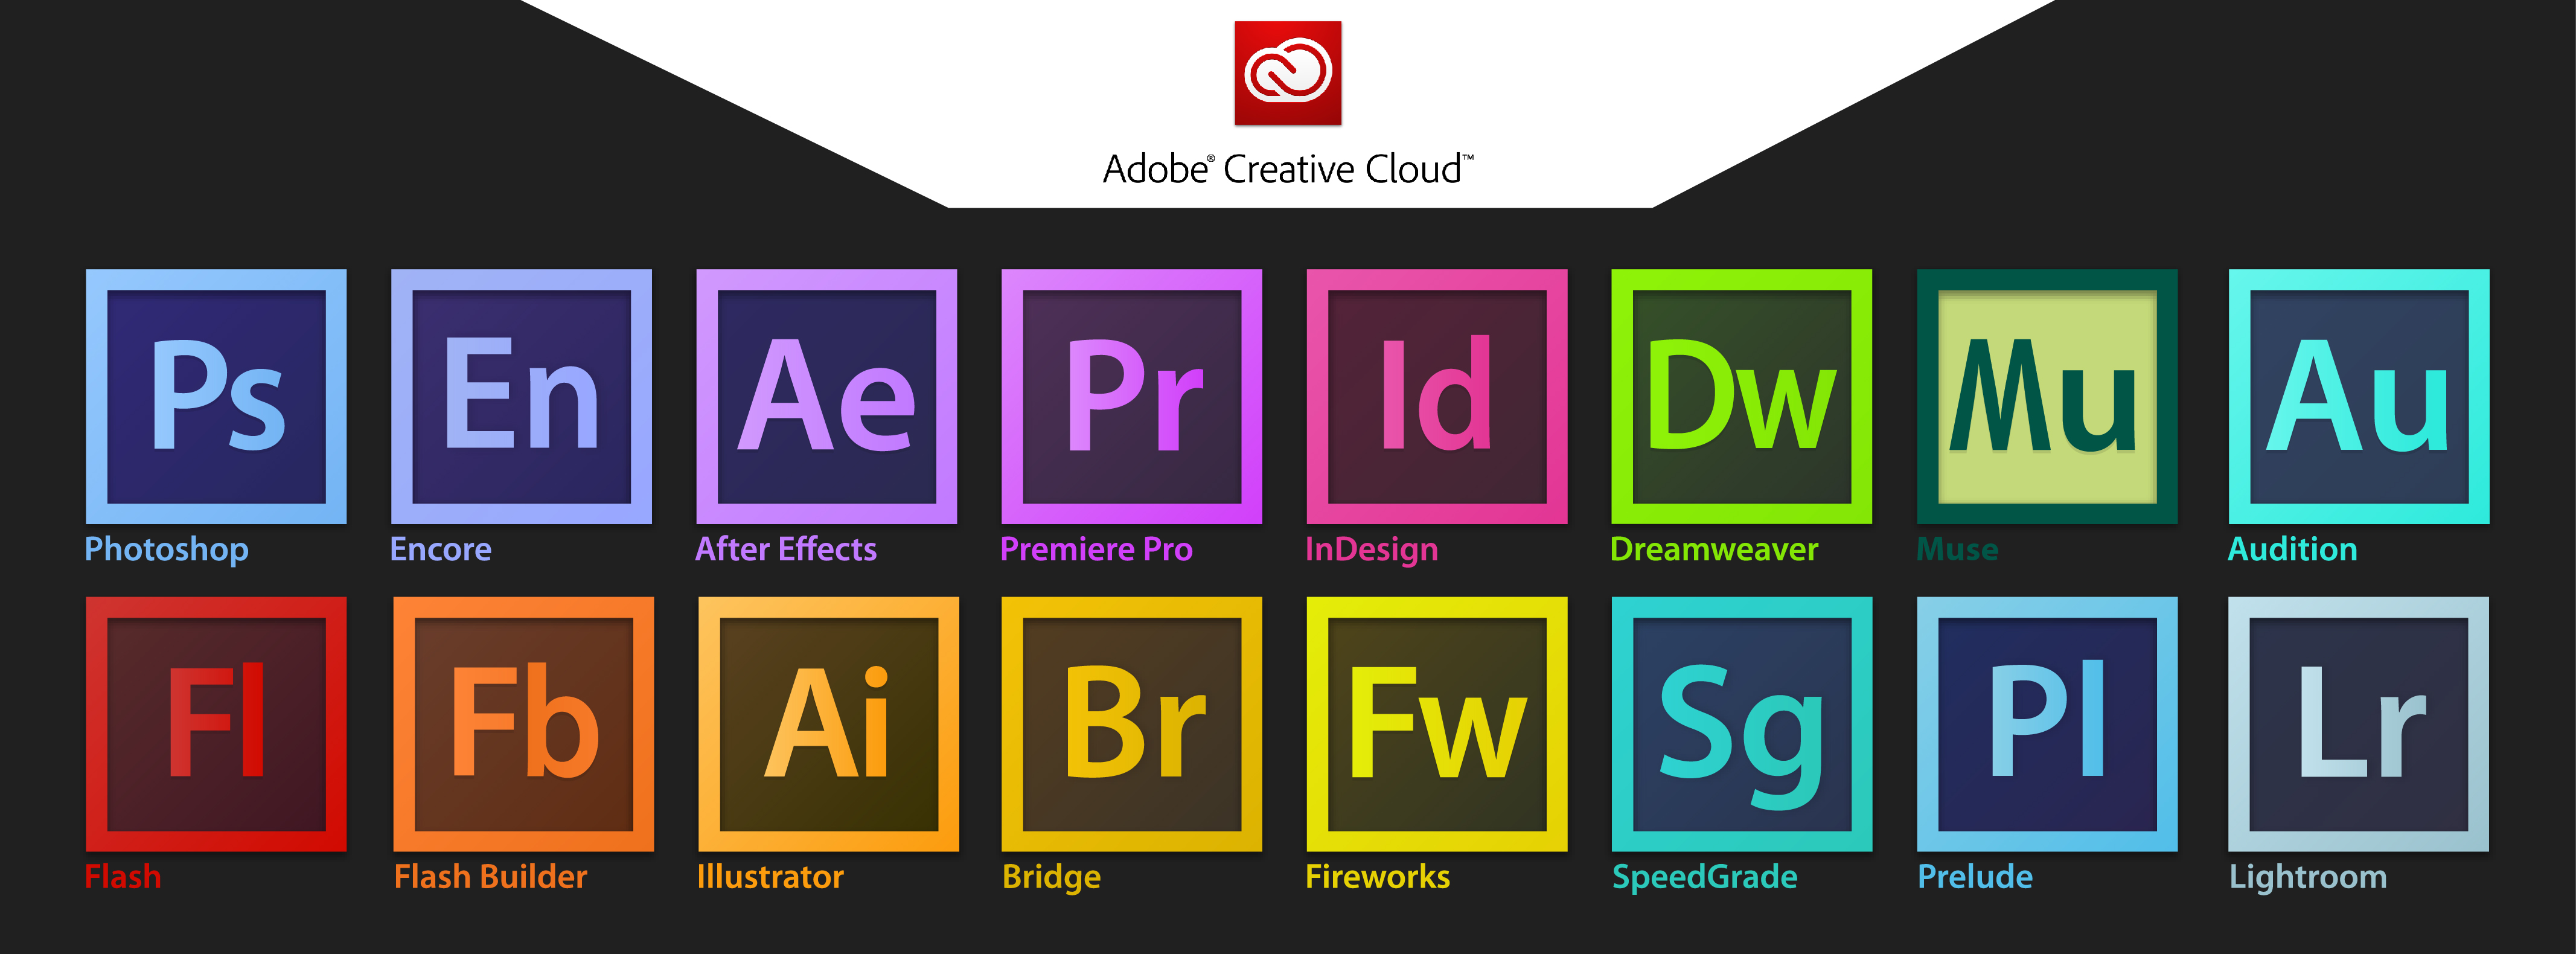 Adobe® Creative Cloud™
Ps En Ae Pr Id Dw Mu Au
Photoshop Encore After Effects Premiere Pro InDesign Dreamweaver Muse Audition
Fl Fb Ai Br Fw Sg Pl Lr
Flash Flash Builder Illustrator Bridge Fireworks SpeedGrade Prelude Lightroom